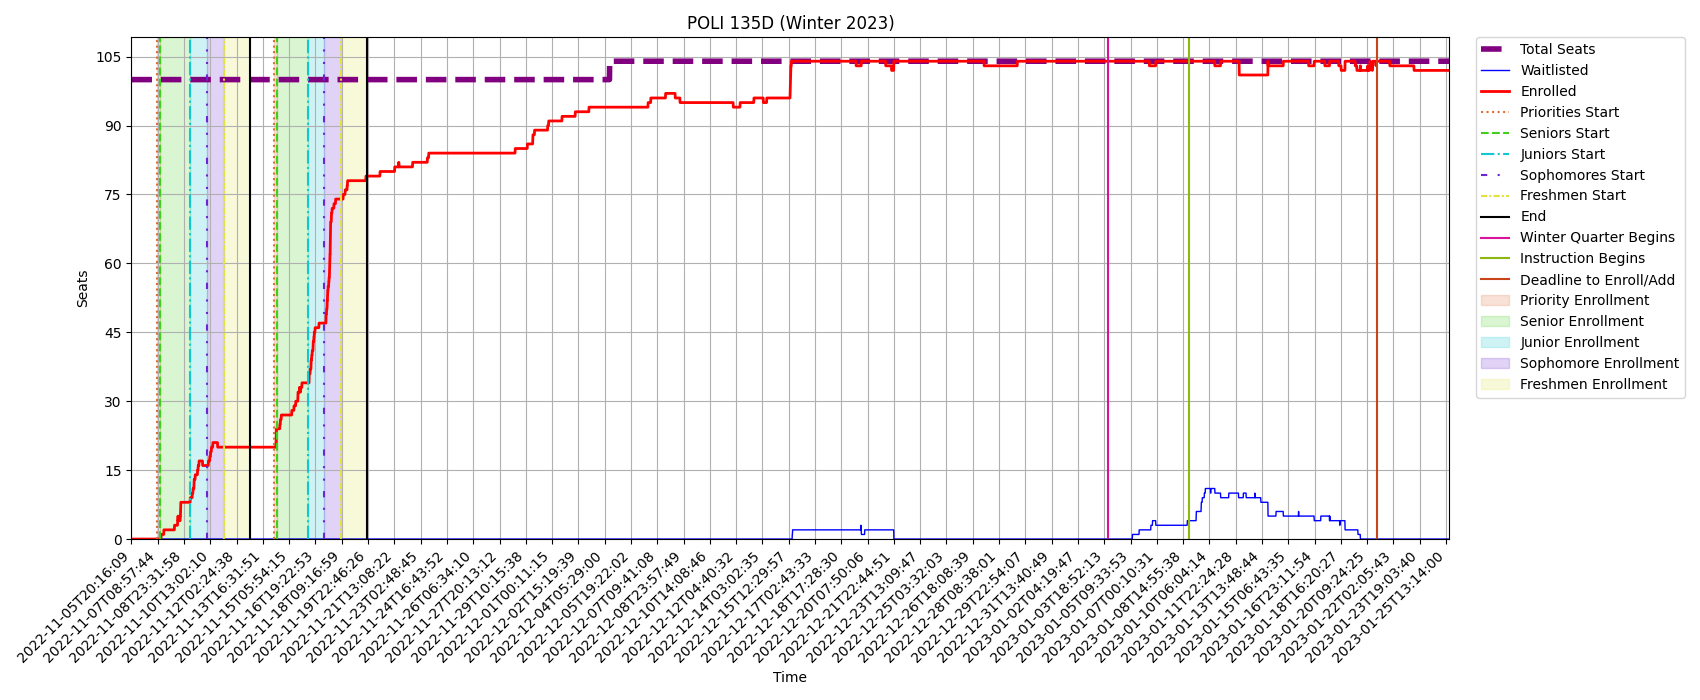 POLI 135D (Winter 2023)
Seats
105
90
75
60
45
30
15
0
2022-11-05T20:16:09
2022-11-07T08:57:44
2022-11-08T23:31:58
2022-11-10T13:02:10
2022-11-12T02:24:38
2022-11-13T16:31:51
2022-11-15T05:54:15
2022-11-16T19:22:53
2022-11-18T09:16:59
2022-11-19T22:46:26
2022-11-21T13:08:22
2022-11-23T02:48:45
2022-11-24T16:43:52
2022-11-26T06:34:10
2022-11-27T20:13:12
2022-11-29T10:15:38
2022-12-01T00:11:15
2022-12-02T15:19:39
2022-12-04T05:29:00
2022-12-05T19:22:02
2022-12-07T09:41:08
2022-12-08T23:57:49
2022-12-10T14:08:46
2022-12-12T04:40:32
2022-12-14T03:02:35
2022-12-15T12:29:57
2022-12-17T02:43:33
2022-12-18T17:28:30
2022-12-20T07:50:06
2022-12-21T22:44:51
2022-12-23T13:09:47
2022-12-25T03:32:03
2022-12-26T18:08:39
2022-12-28T08:38:01
2022-12-29T22:54:07
2022-12-31T13:40:49
2023-01-02T04:19:47
2023-01-03T18:52:13
2023-01-05T09:33:53
2023-01-07T00:10:31
2023-01-08T14:55:38
2023-01-10T06:04:14
2023-01-11T22:24:28
2023-01-13T13:48:44
2023-01-15T06:43:35
2023-01-16T23:11:54
2023-01-18T16:20:27
2023-01-20T09:24:25
2023-01-22T02:05:43
2023-01-23T19:03:40
2023-01-25T13:14:00
Time
Total Seats
Waitlisted
Enrolled
Priorities Start
Seniors Start
Juniors Start
Sophomores Start
Freshmen Start
End
Winter Quarter Begins
Instruction Begins
Deadline to Enroll/Add
Priority Enrollment
Senior Enrollment
Junior Enrollment
Sophomore Enrollment
Freshmen Enrollment